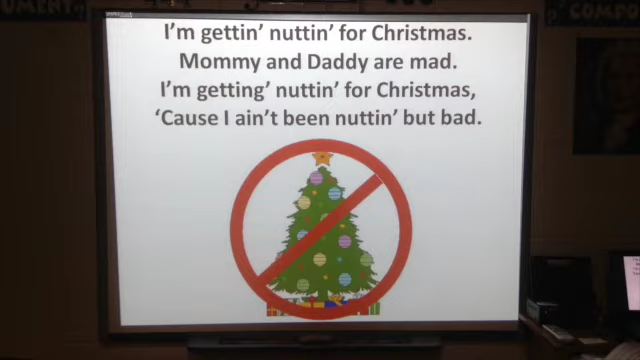 I'm gettin' nuttin' for Christmas.
Mommy and Daddy are mad.
I'm getting' nuttin' for Christmas,
'Cause I ain't been nuttin' but bad.